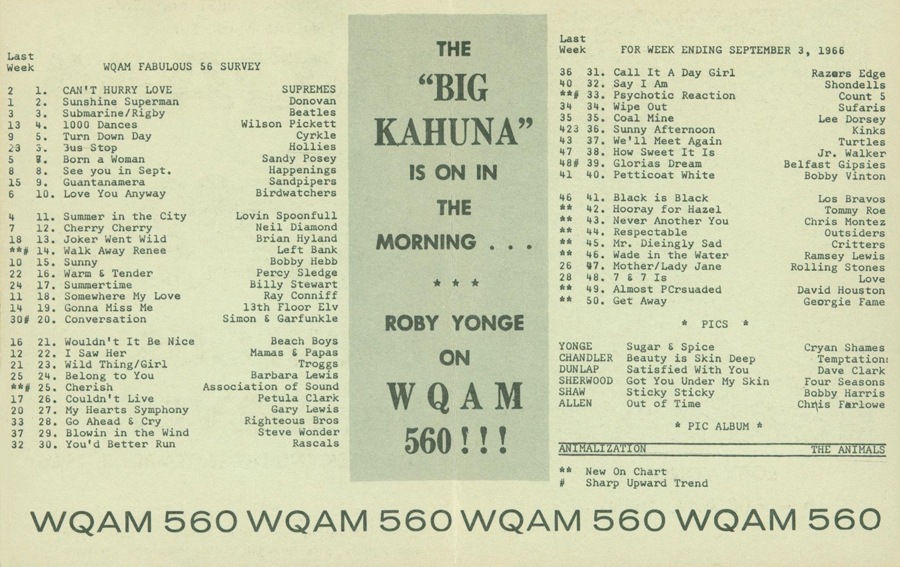 Last
Week WQAM FABULOUS 56 SURVEY
2 1. CAN'T HURRY LOVE SUPREMES
1 2. Sunshine Superman Donovan
3 3. Submarine/Rigby Beatles
13 4. 1000 Dances Wilson Pickett
9 5. Turn Down Day Cyrkle
23 Bus Stop Hollies
5 Born a Woman Sandy Posey
8 8. See you in Sept. Happenings
15 9. Guantanamera Sandpipers
6 10. Love You Anyway Birdwatchers
4 11. Summer in the City Lovin Spoonfull
7 12. Cherry Cherry Neil Diamond
18 13. Joker Went Wild Brian Hyland
**# 14. Walk Away Renee Left Bank
10 15. Sunny Bobby Hebb
22 16. Warm & Tender Percy Sledge
24 17. Summertime Billy Stewart
11 18. Somewhere My Love Ray Conniff
14 19. Gonna Miss Me 13th Floor Elv
30# 20. Conversation Simon & Garfunkle
16 21. Wouldn't It Be Nice Beach Boys
12 22. I Saw Her Mamas & Papas
21 23. Wild Thing/Girl Troggs
25 24. Belong to You Barbara Lewis
**# 25. Cherish Association of Sound
17 26. Couldn't Live Petula Clark
20 27. My Hearts Symphony Gary Lewis
33 28. Go Ahead & Cry Righteous Bros
37 29. Blowin in the Wind Steve Wonder
32 30. You'd Better Run Rascals
THE
"BIG
KAHUNA"
IS ON IN
THE
MORNING . . .
* * *
ROBY YONGE
ON
WQAM
560!!!
Last
Week FOR WEEK ENDING SEPTEMBER 3, 1966
36 31. Call It A Day Girl Razors Edge
40 32. Say I Am Shondells
**# 33. Psychotic Reaction Count 5
34 34. Wipe Out Sufaris
35 35. Coal Mine Lee Dorsey
423 36. Sunny Afternoon Kinks
43 37. We'll Meet Again Turtles
47 38. How Sweet It Is Jr. Walker
48# 39. Glorias Dream Belfast Gipsies
41 40. Petticoat White Bobby Vinton
46 41. Black is Black Los Bravos
** 42. Hooray for Hazel Tommy Roe
** 43. Never Another You Chris Montez
** 44. Respectable Outsiders
** 45. Mr. Dieingly Sad Critters
** 46. Wade in the Water Ramsey Lewis
26 47. Mother/Lady Jane Rolling Stones
28 48. 7 & 7 Is Love
** 49. Almost PCrsuaded David Houston
** 50. Get Away Georgie Fame
* PICS *
YONGE Sugar & Spice Cryan Shames
CHANDLER Beauty is Skin Deep Temptation
DUNLAP Satisfied With You Dave Clark
SHERWOOD Got You Under My Skin Four Seasons
SHAW Sticky Sticky Bobby Harris
ALLEN Out of Time Chris Farlowe
* PIC ALBUM *
ANIMALIZATION THE ANIMALS
** New On Chart
# Sharp Upward Trend
WQAM 560 WQAM 560 WQAM 560 WQAM 560